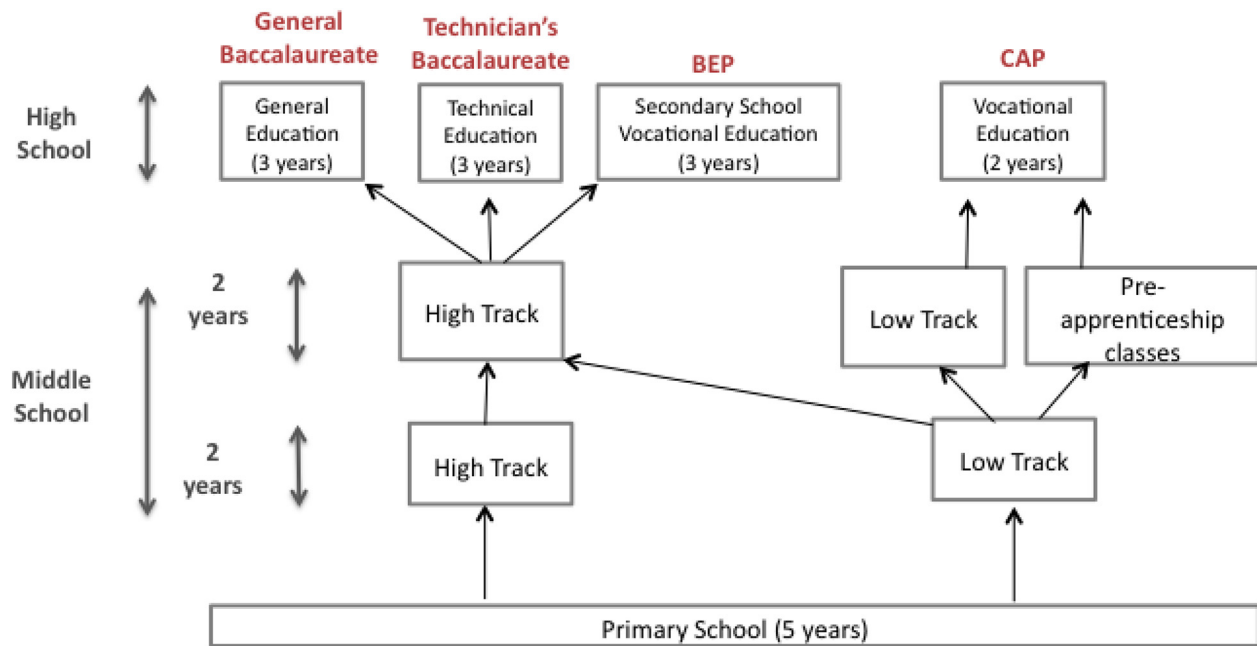 General
Baccalaureate
Technician's
Baccalaureate
BEP
CAP
High
School
General
Education
(3 years)
Technical
Education
(3 years)
Secondary School
Vocational Education
(3 years)
Vocational
Education
(2 years)
Middle
School
2
years
High Track
Low Track
Pre-
apprenticeship
classes
2
years
High Track
Low Track
Primary School (5 years)